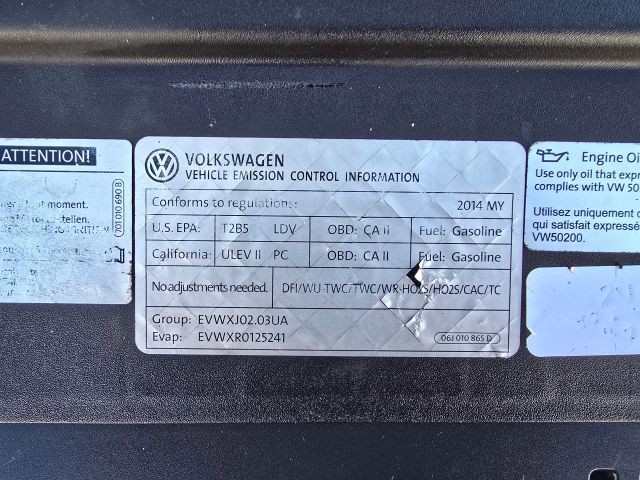 ATTENTION!
moment.
701 010 690 B
VOLKSWAGEN
VEHICLE EMISSION CONTROL INFORMATION
Conforms to regulations: 2014 MY
U.S. EPA: T2B5 LDV OBD: CA II Fuel: Gasoline
California: ULEV II PC OBD: CA II Fuel: Gasoline
No adjustments needed. DFI/WU-TWC/TWC/WR-HO2S/HO2S/CAC/TC
Group: EVWXJ02.03UA
Evap: EVWXR0125241
06J 010 865 D
Engine Oil
Use only oil that
complies with VW 50
Utilisez uniquement
qui satisfait
VW50200.